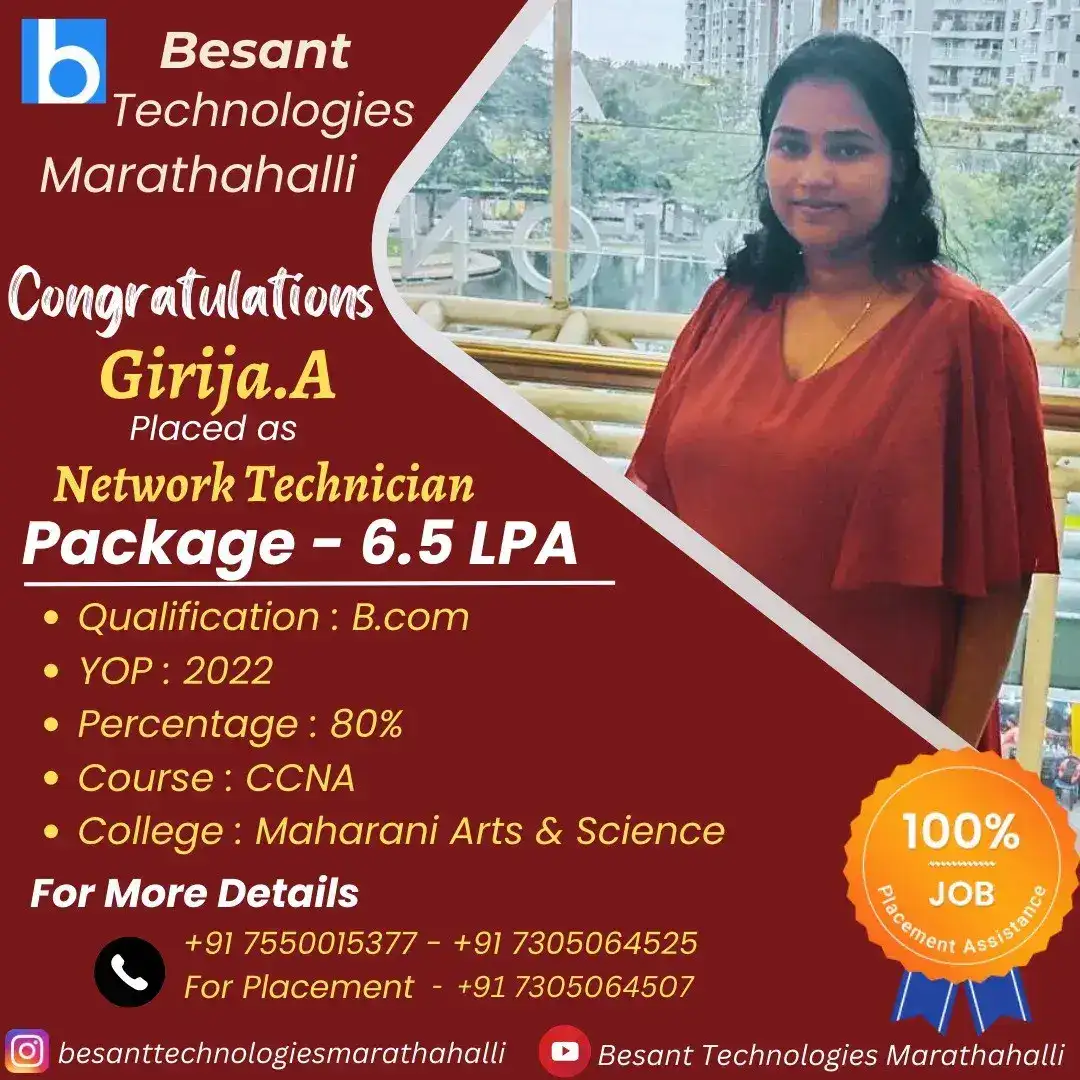 b
Besant
Technologies
Marathahalli
Congratulations
Girija.A
Placed as
Network Technician
Package - 6.5 LPA
• Qualification : B.com
• YOP : 2022
• Percentage : 80%
• Course : CCNA
• College : Maharani Arts & Science
100%
JOB
Placement Assistance
For More Details
+91 7550015377 - +91 7305064525
For Placement - +91 7305064507
besanttechnologiesmarathahalli
Besant Technologies Marathahalli